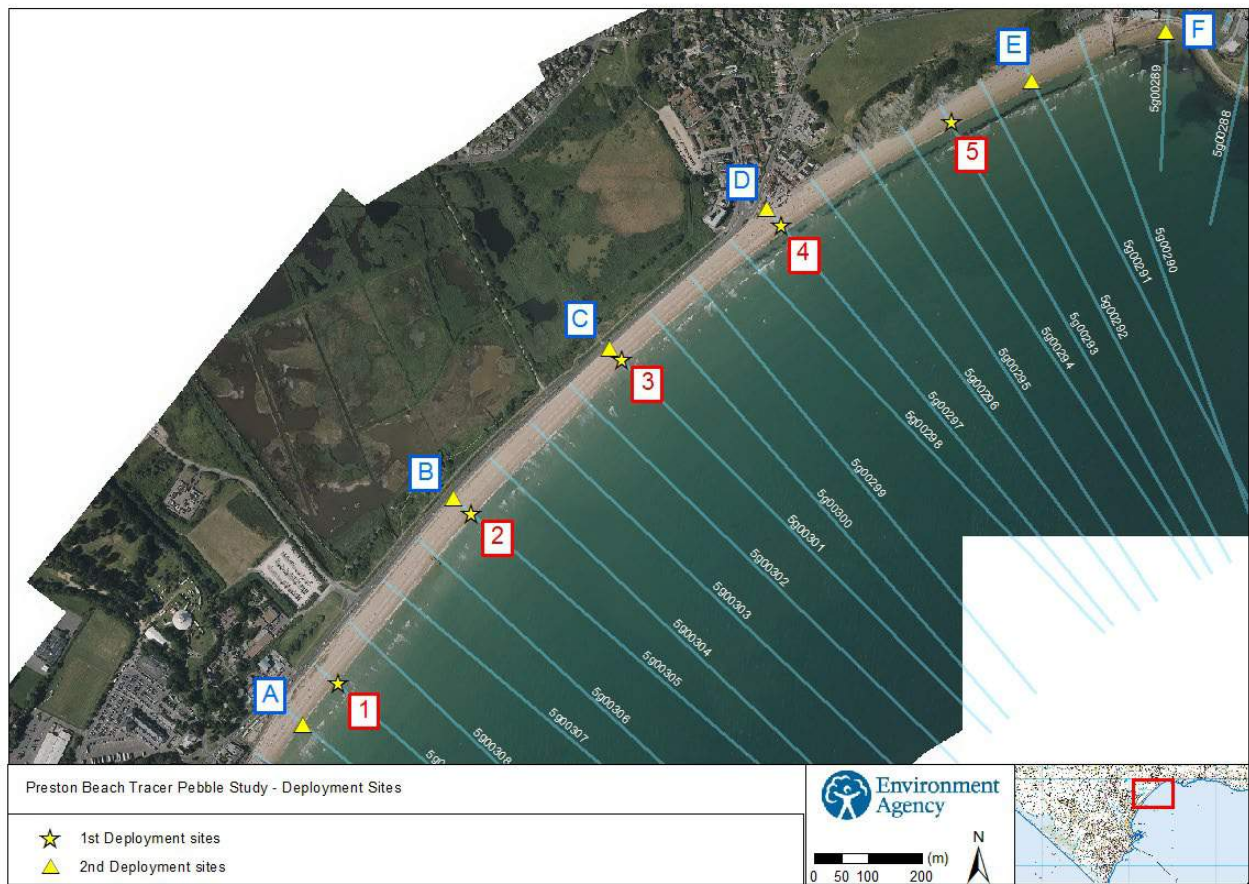 F
E
5g00289
5g00288
5
D
4
5g00290
5g00291
5g00292
5g00293
5g00294
5g00295
5g00296
5g00297
5g00298
C
3
5g00299
5g00300
5g00301
5g00302
5g00303
5g00304
5g00305
5g00306
5g00307
5g00308
B
2
A
1
Preston Beach Tracer Pebble Study - Deployment Sites
1st Deployment sites
2nd Deployment sites
Environment
Agency
N
(m)
0 50 100 200